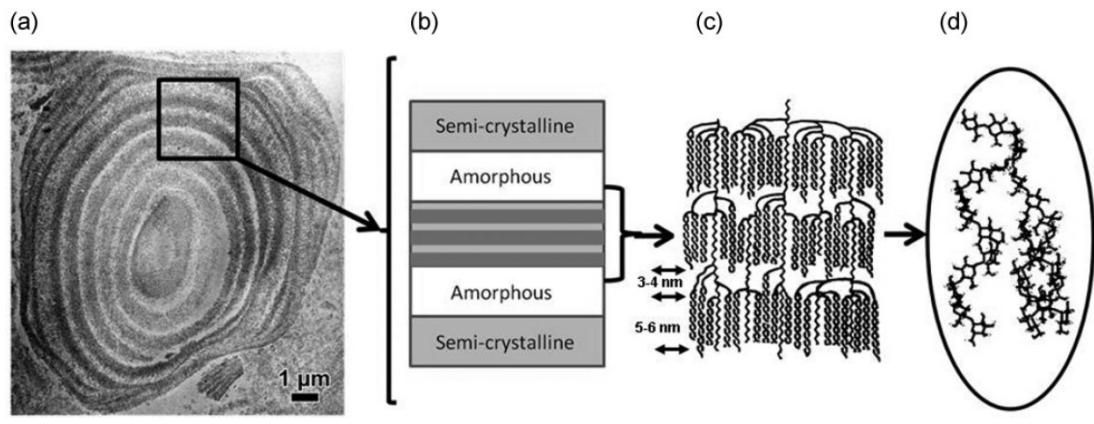 (a)
(b)
(c)
(d)
Semi-crystalline
Amorphous
Amorphous
Semi-crystalline
3-4 nm
5-6 nm
1 µm